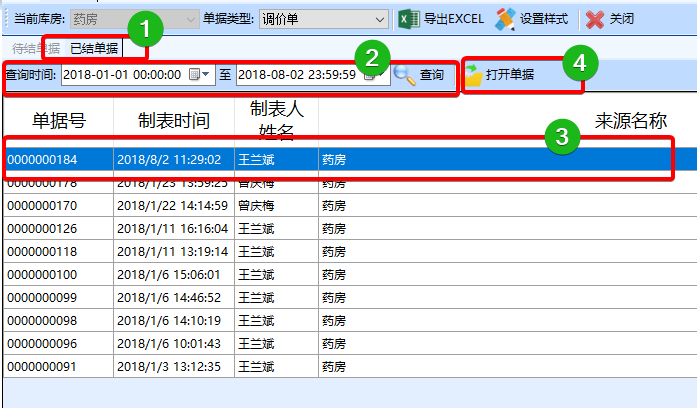 当前库房: 药房 单据类型: 调价单 导出EXCEL 设置样式 关闭
待结单据 已结单据 1
查询时间: 2018-01-01 00:00:00 至 2018-08-02 23:59:59 查询 2 打开单据 4
单据号 制表时间 制表人
姓名 来源名称
3
0000000184 2018/8/2 11:29:02 王兰斌 药房
0000000178 2018/1/23 13:59:25 曾庆梅 药房
0000000170 2018/1/22 14:14:59 曾庆梅 药房
0000000126 2018/1/11 16:16:04 王兰斌 药房
0000000118 2018/1/11 13:19:14 王兰斌 药房
0000000100 2018/1/6 15:06:01 王兰斌 药房
0000000099 2018/1/6 14:46:52 王兰斌 药房
0000000098 2018/1/6 14:10:19 王兰斌 药房
0000000096 2018/1/6 10:01:43 王兰斌 药房
0000000091 2018/1/3 13:12:35 王兰斌 药房